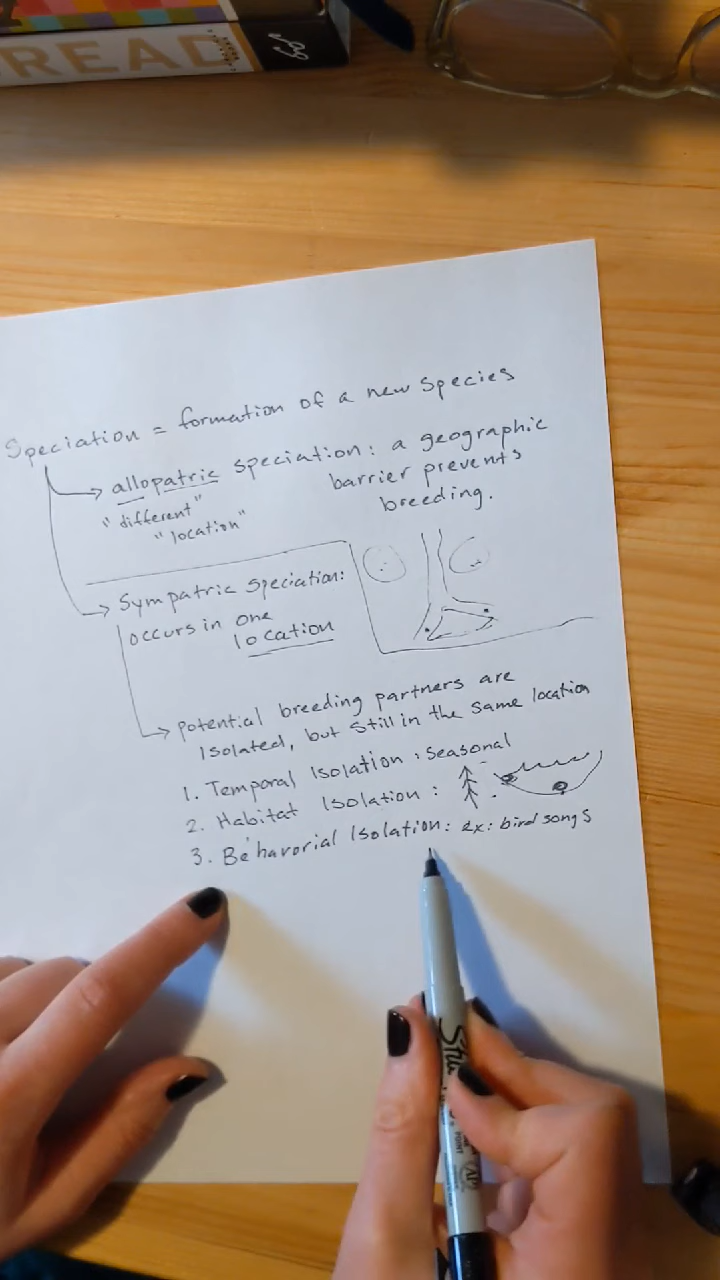 READ
Speciation = formation of a new species
allopatric speciation: a geographic
barrier prevents
breeding.
"different"
"location"
Sympatric speciation:
occurs in one
location
potential breeding partners are
isolated, but still in the same location
1. Temporal Isolation: seasonal
2. Habitat Isolation:
3. Behavorial Isolation: ex: bird songs